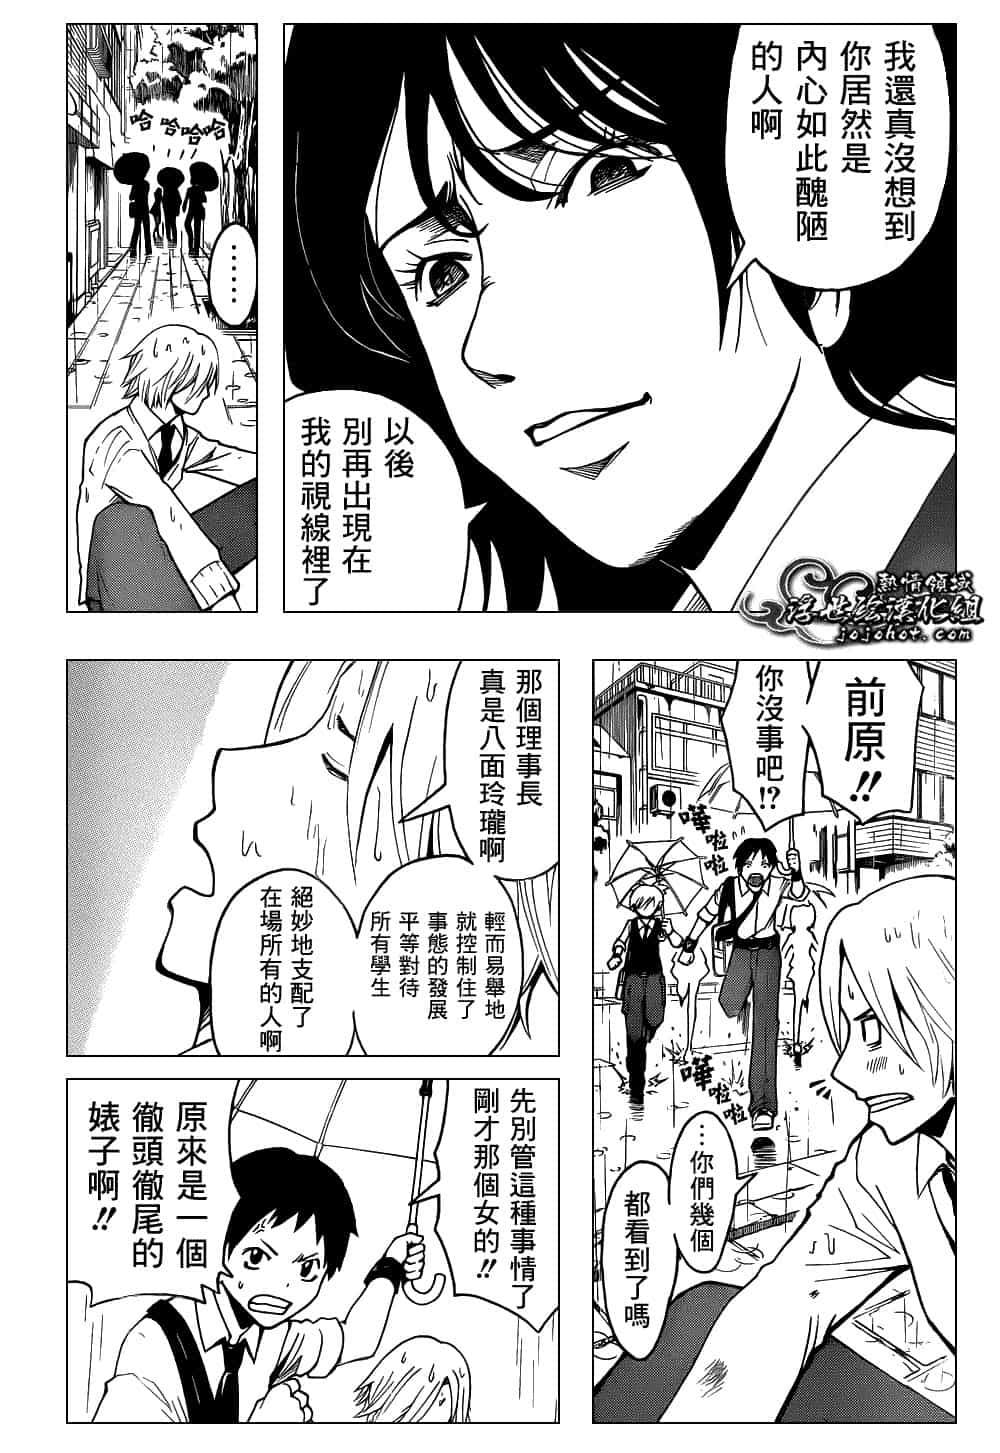 我還真沒想到
你居然是
內心如此醜陋
的人啊
以後
別再出現在
我的視線裡了
哈
哈
哈
哈
……
熱情領域
浮世绘漢化組
jojohot.com
前原!!
你沒事吧!?
嘩
啦
啦
嘩
啦
啦
…你們幾個
都看到了嗎
那個理事長
真是八面玲瓏啊
輕而易舉地
就控制住了
事態的發展
平等對待
所有學生
絕妙地支配了
在場所有的人啊
先別管這種事情了
剛才那個女的!!
原來是一個
徹頭徹尾的
婊子啊!!